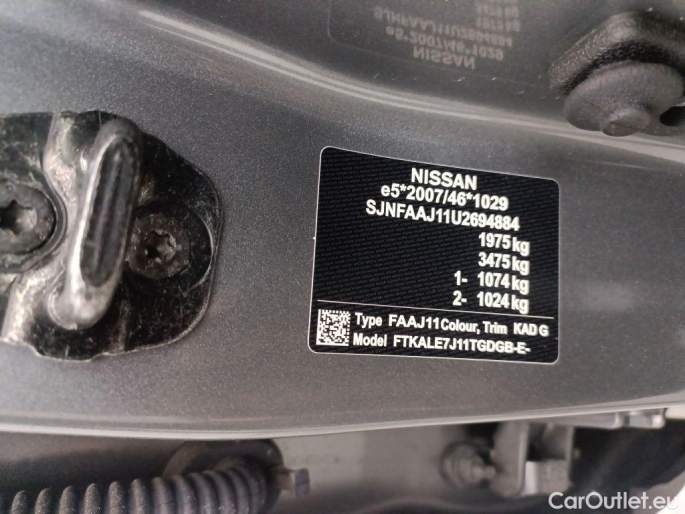 NISSAN
e5*2007/46*1029
SJNFAAJ11U2694884
1975 kg
3475 kg
1- 1074 kg
2- 1024 kg
Type FAAJ11 Colour, Trim KAD G
Model FTKALE7J11TGDGB-E-
CarOutlet.eu